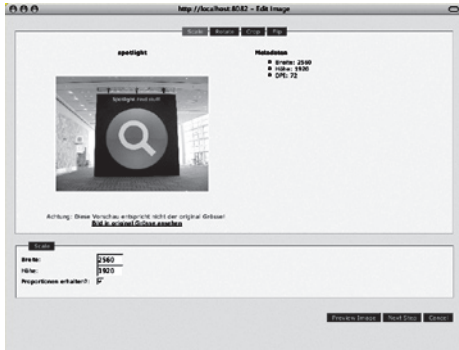 http://localhost:8082 – Edit Image
Scale Rotate Crop Flip
spotlight
Metadaten
Breite: 2560
Höhe: 1920
DPI: 72
Spotlight
Achtung: Diese Vorschau entspricht nicht der original Grösse!
Bild in original Grösse ansehen
Scale
Breite: 2560
Höhe: 1920
Proportionen erhalten?:
Preview Image Next Step Cancel